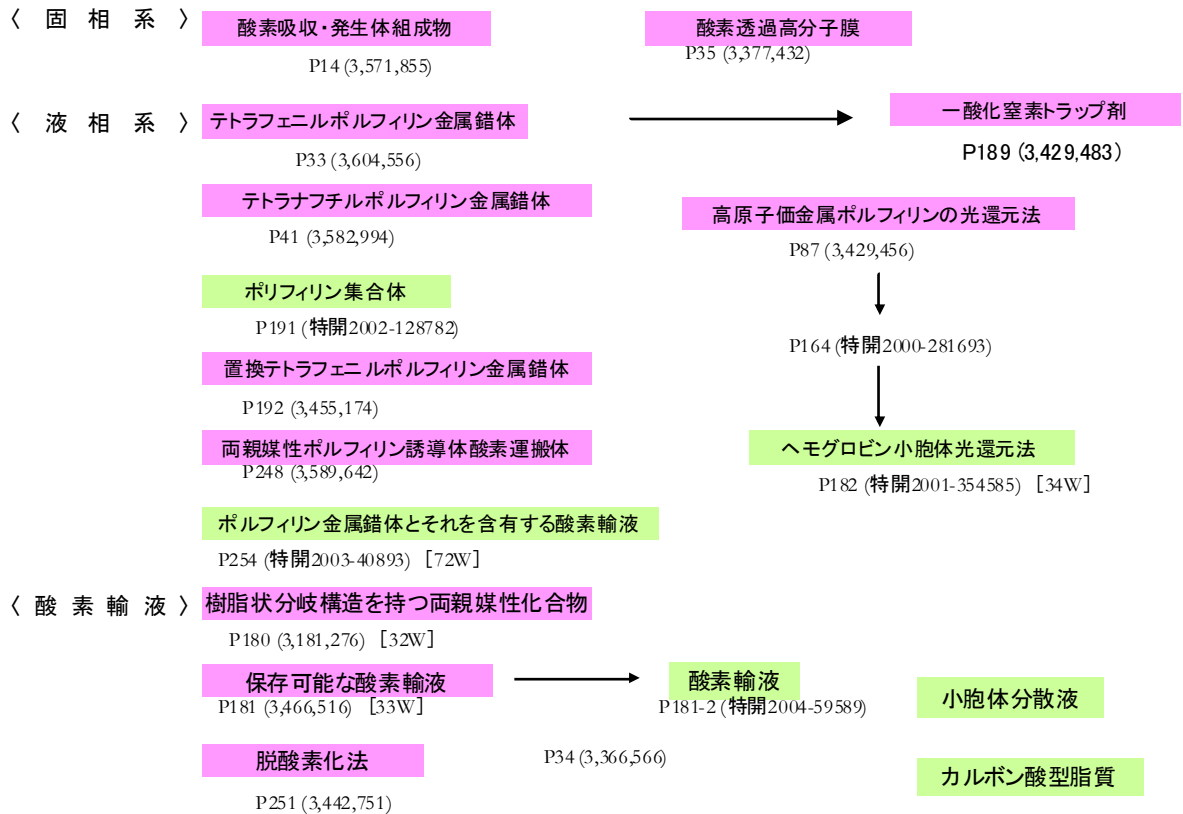 〈 固 相 系 〉
酸素吸収・発生体組成物
酸素透過高分子膜
P14 (3,571,855)
P35 (3,377,432)
〈 液 相 系 〉
テトラフェニルポルフィリン金属錯体
一酸化窒素トラップ剤
P33 (3,604,556)
P189 (3,429,483)
テトラナフチルポルフィリン金属錯体
高原子価金属ポルフィリンの光還元法
P41 (3,582,994)
P87 (3,429,456)
ポリフィリン集合体
P191 (特開2002-128782)
P164 (特開2000-281693)
置換テトラフェニルポルフィリン金属錯体
P192 (3,455,174)
両親媒性ポルフィリン誘導体酸素運搬体
ヘモグロビン小胞体光還元法
P248 (3,589,642)
P182 (特開2001-354585) [34W]
ポルフィリン金属錯体とそれを含有する酸素輸液
P254 (特開2003-40893) [72W]
〈 酸 素 輸 液 〉
樹脂状分岐構造を持つ両親媒性化合物
P180 (3,181,276) [32W]
保存可能な酸素輸液
酸素輸液
小胞体分散液
P181 (3,466,516) [33W]
P181-2 (特開2004-59589)
脱酸素化法
P34 (3,366,566)
カルボン酸型脂質
P251 (3,442,751)